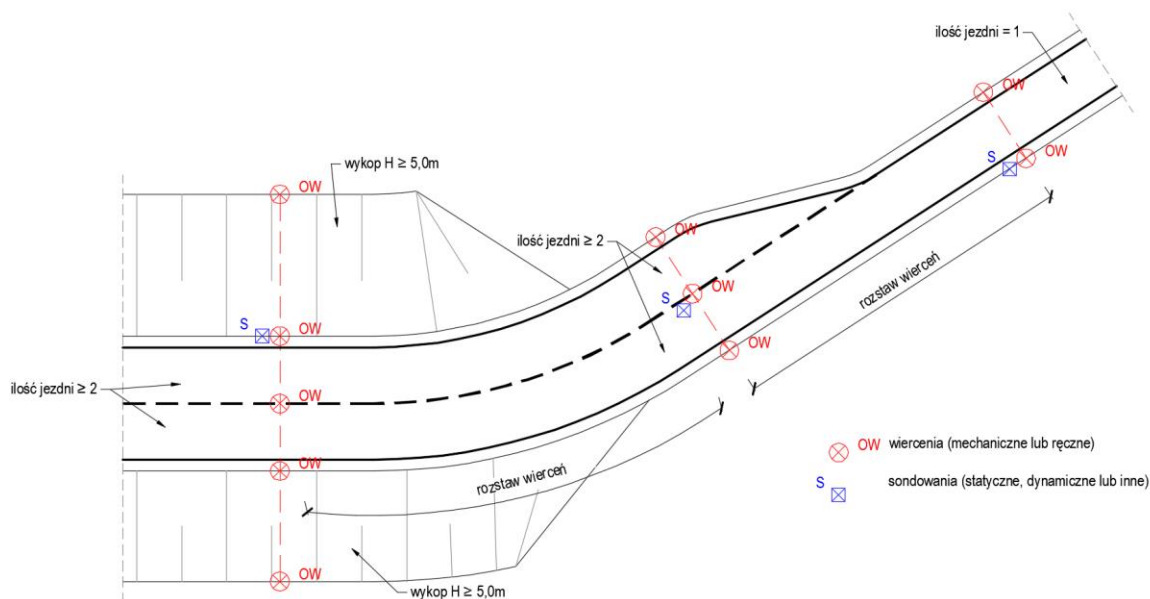 ilość jezdni = 1
OW
OW
S
wykop H ≥ 5,0m
OW
OW
ilość jezdni ≥ 2
OW
S
rozstaw wierceń
S
OW
OW
ilość jezdni ≥ 2
OW
OW
wiercenia (mechaniczne lub ręczne)
OW
rozstaw wierceń
S
sondowania (statyczne, dynamiczne lub inne)
OW
wykop H ≥ 5,0m